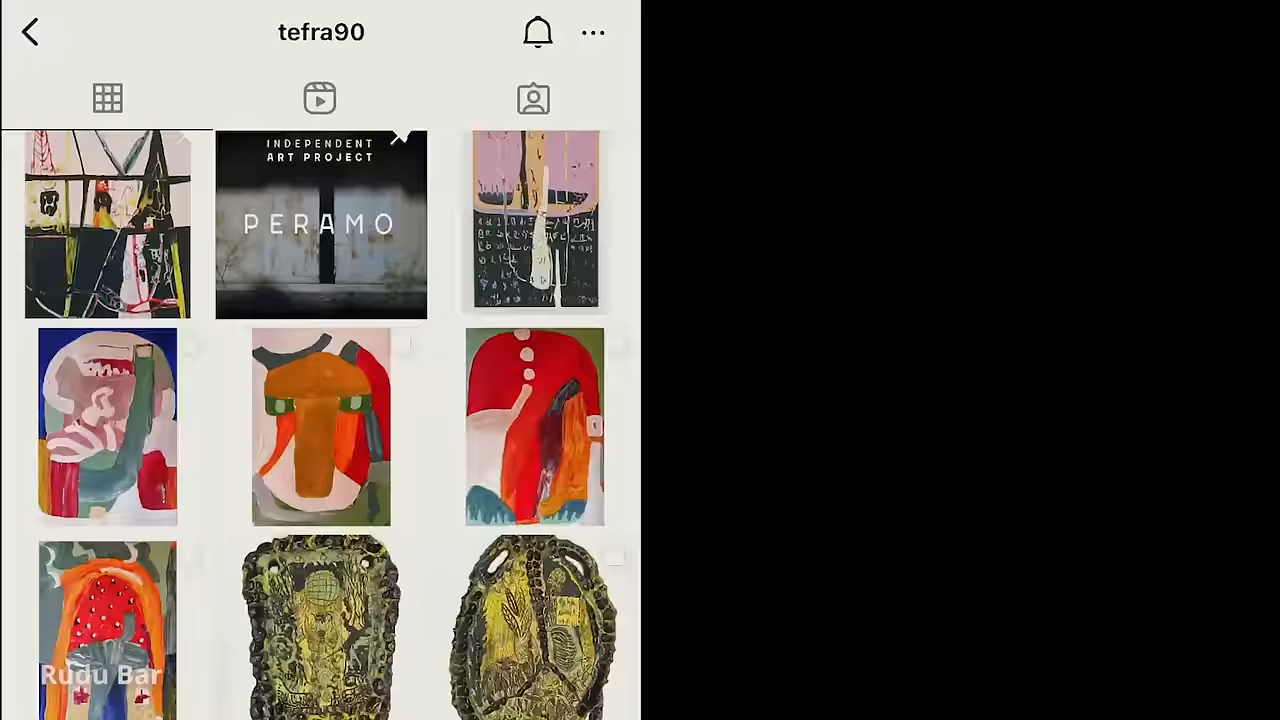 tefra90
INDEPENDENT
ART PROJECT
PERAMO
Rudu Bar